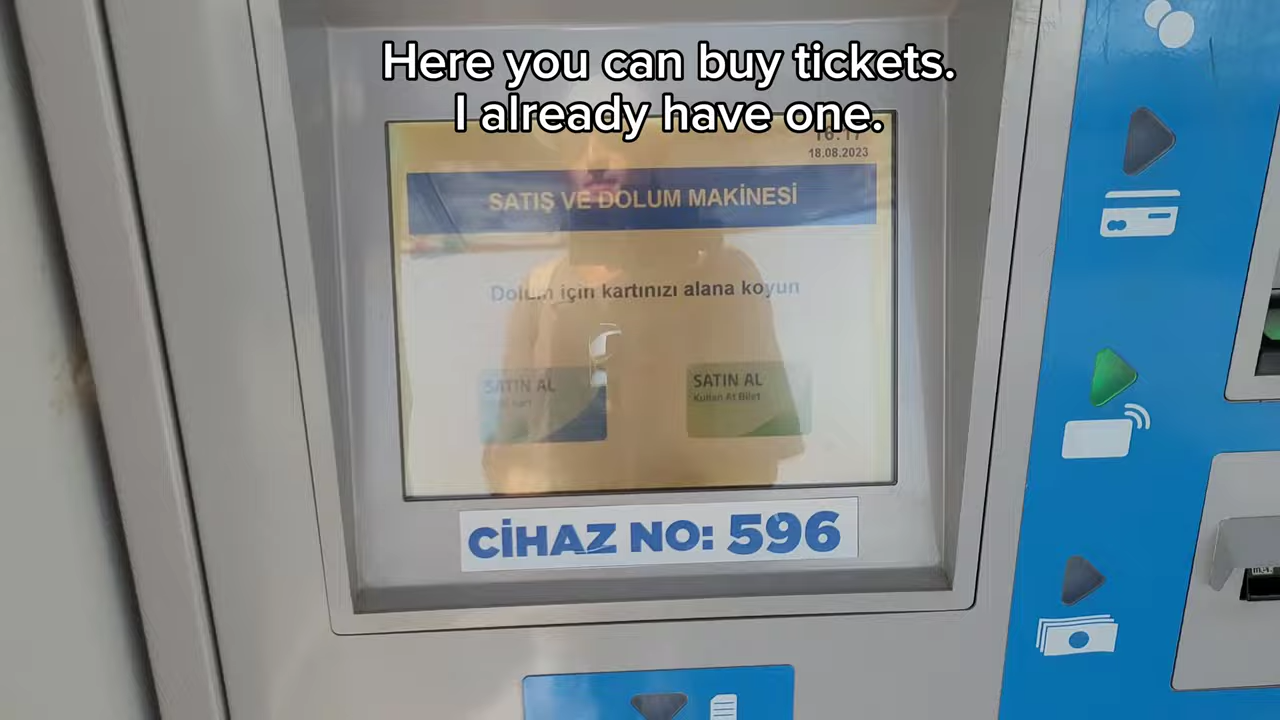 Here you can buy tickets.
I already have one.
18.08.2023
SATIŞ VE DOLUM MAKİNESİ
Dolum için kartınızı alana koyun
SATIN AL
SATIN AL
Kullan At Bilet
CİHAZ NO: 596